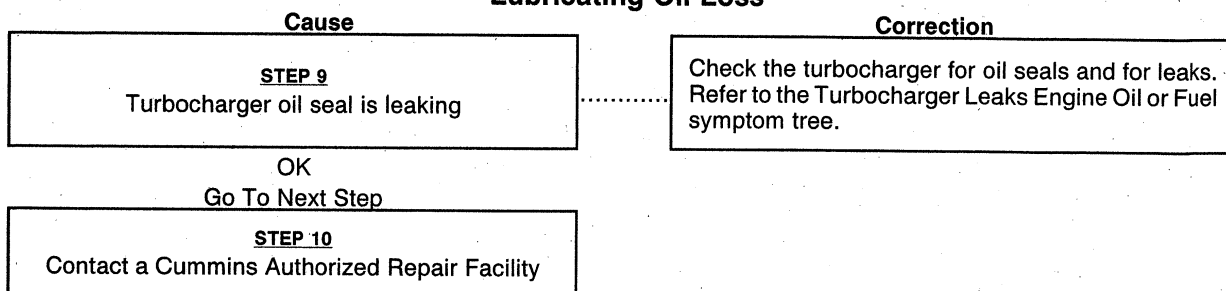 Lubricating Oil Loss
Cause
Correction
STEP 9
Turbocharger oil seal is leaking
Check the turbocharger for oil seals and for leaks.
Refer to the Turbocharger Leaks Engine Oil or Fuel
symptom tree.
OK
Go To Next Step
STEP 10
Contact a Cummins Authorized Repair Facility